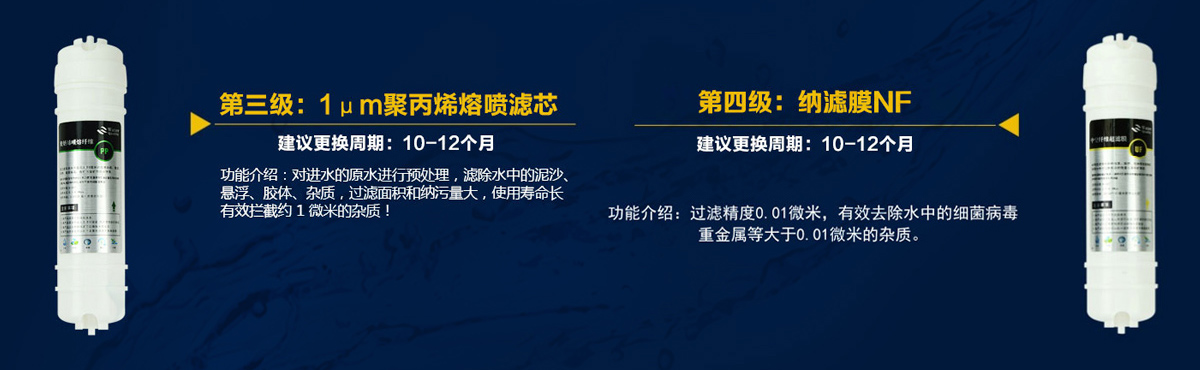 第三级：1μm聚丙烯熔喷滤芯
建议更换周期：10-12个月
功能介绍：对进水的原水进行预处理，滤除水中的泥沙、
悬浮、胶体、杂质，过滤面积和纳污量大，使用寿命长
有效拦截约 1 微米的杂质！
PP
第四级：纳滤膜NF
建议更换周期：10-12个月
功能介绍：过滤精度0.01微米，有效去除水中的细菌病毒
重金属等大于0.01微米的杂质。